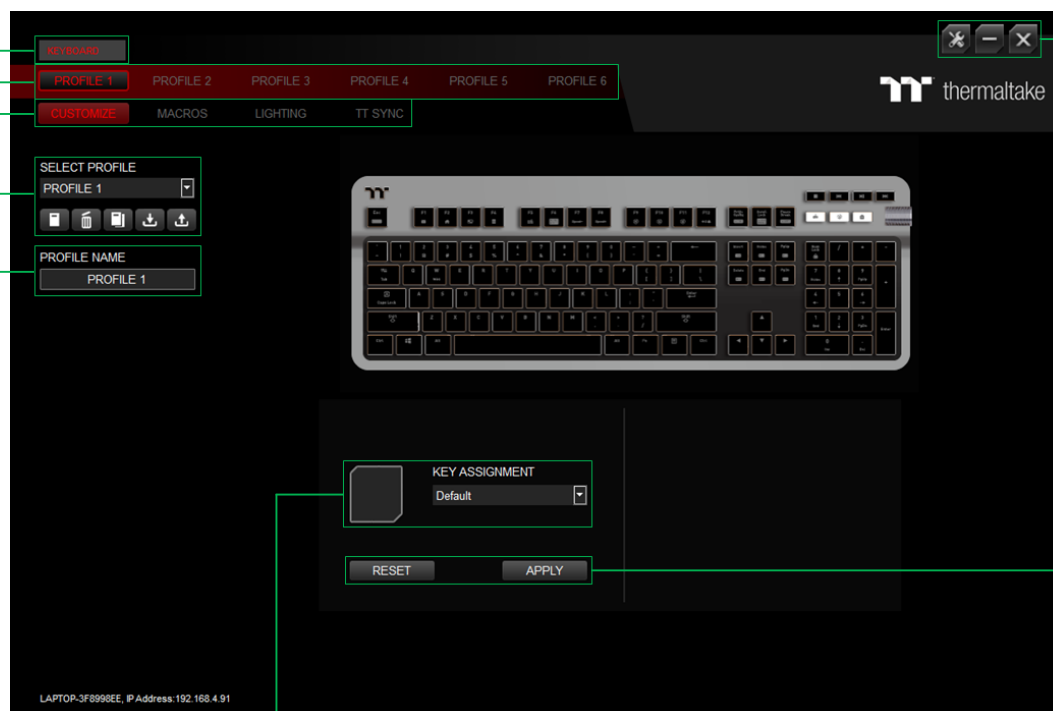 KEYBOARD
PROFILE 1 PROFILE 2 PROFILE 3 PROFILE 4 PROFILE 5 PROFILE 6
thermaltake
CUSTOMIZE MACROS LIGHTING TT SYNC
SELECT PROFILE
PROFILE 1
PROFILE NAME
PROFILE 1
KEY ASSIGNMENT
Default
RESET APPLY
LAPTOP-3F8998EE, IP Address:192.168.4.91